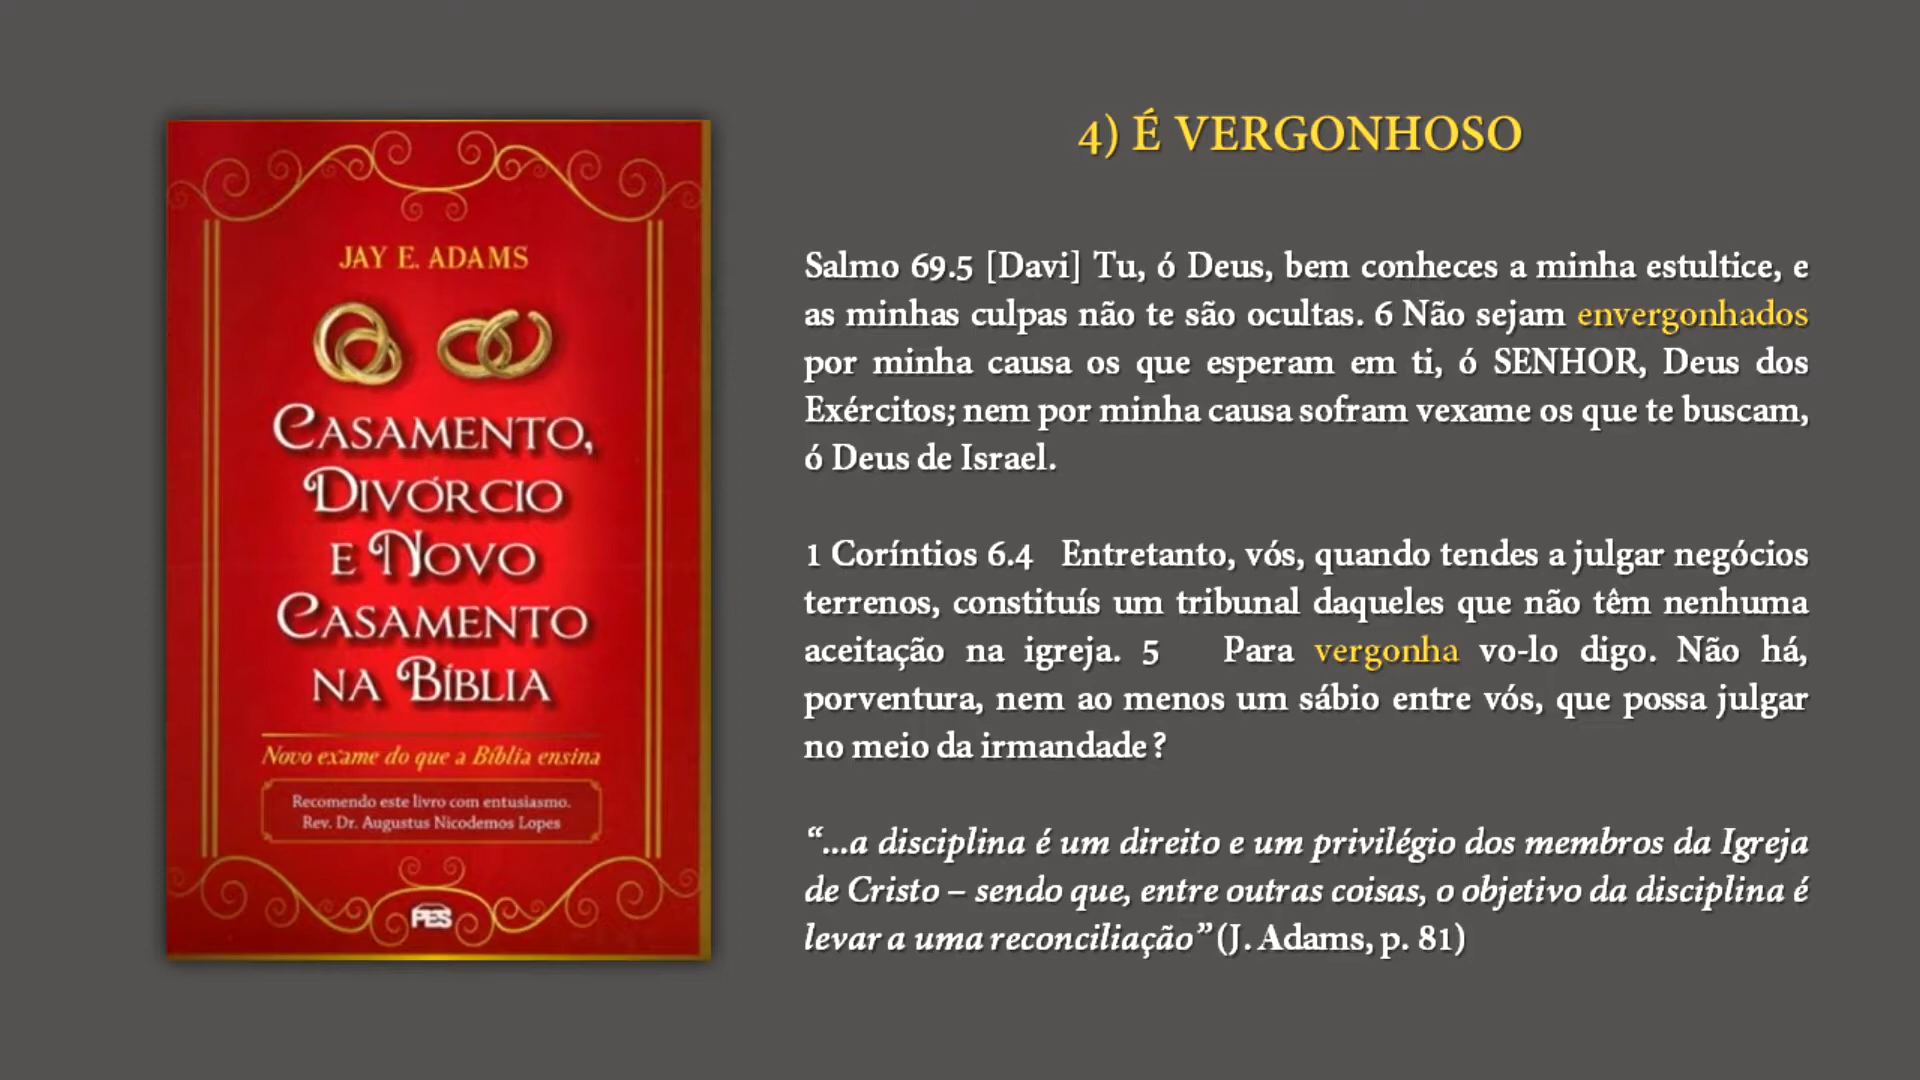 JAY E. ADAMS
CASAMENTO,
DIVÓRCIO
E NOVO
CASAMENTO
NA BÍBLIA
Novo exame do que a Bíblia ensina
Recomendo este livro com entusiasmo.
Rev. Dr. Augustus Nicodemos Lopes
PES
4) É VERGONHOSO
Salmo 69.5 [Davi] Tu, ó Deus, bem conheces a minha estultice, e
as minhas culpas não te são ocultas. 6 Não sejam envergonhados
por minha causa os que esperam em ti, ó SENHOR, Deus dos
Exércitos; nem por minha causa sofram vexame os que te buscam,
ó Deus de Israel.
1 Coríntios 6.4 Entretanto, vós, quando tendes a julgar negócios
terrenos, constituís um tribunal daqueles que não têm nenhuma
aceitação na igreja. 5 Para vergonha vo-lo digo. Não há,
porventura, nem ao menos um sábio entre vós, que possa julgar
no meio da irmandade?
“...a disciplina é um direito e um privilégio dos membros da Igreja
de Cristo – sendo que, entre outras coisas, o objetivo da disciplina é
levar a uma reconciliação” (J. Adams, p. 81)